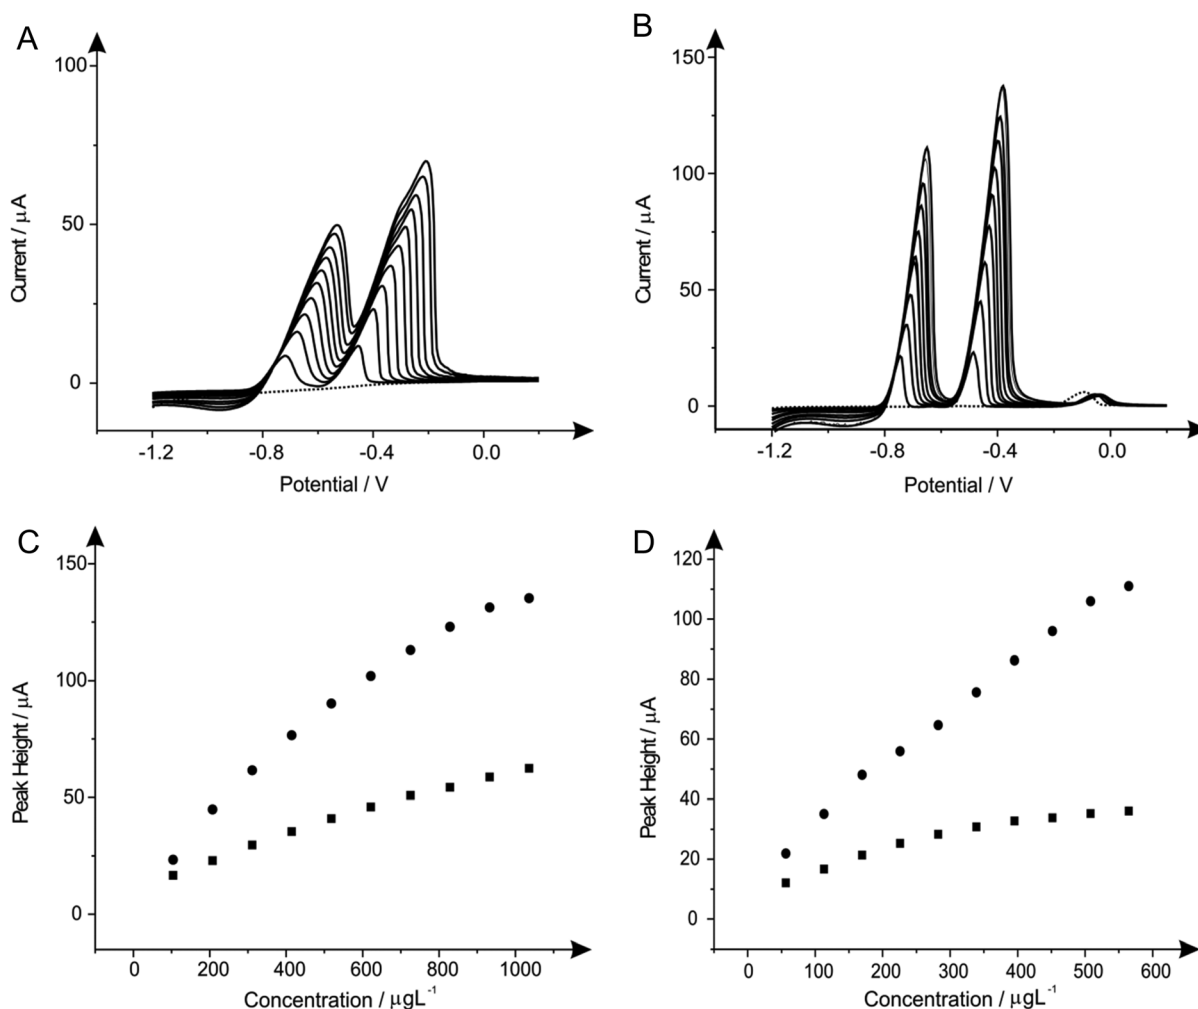 A
100
50
0
Current / μA
-1.2 -0.8 -0.4 0.0
Potential / V
B
150
100
50
0
Current / μA
-1.2 -0.8 -0.4 0.0
Potential / V
C
150
100
50
0
Peak Height / μA
0 200 400 600 800 1000
Concentration / μgL⁻¹
D
120
100
80
60
40
20
0
Peak Height / μA
0 100 200 300 400 500 600
Concentration / μgL⁻¹